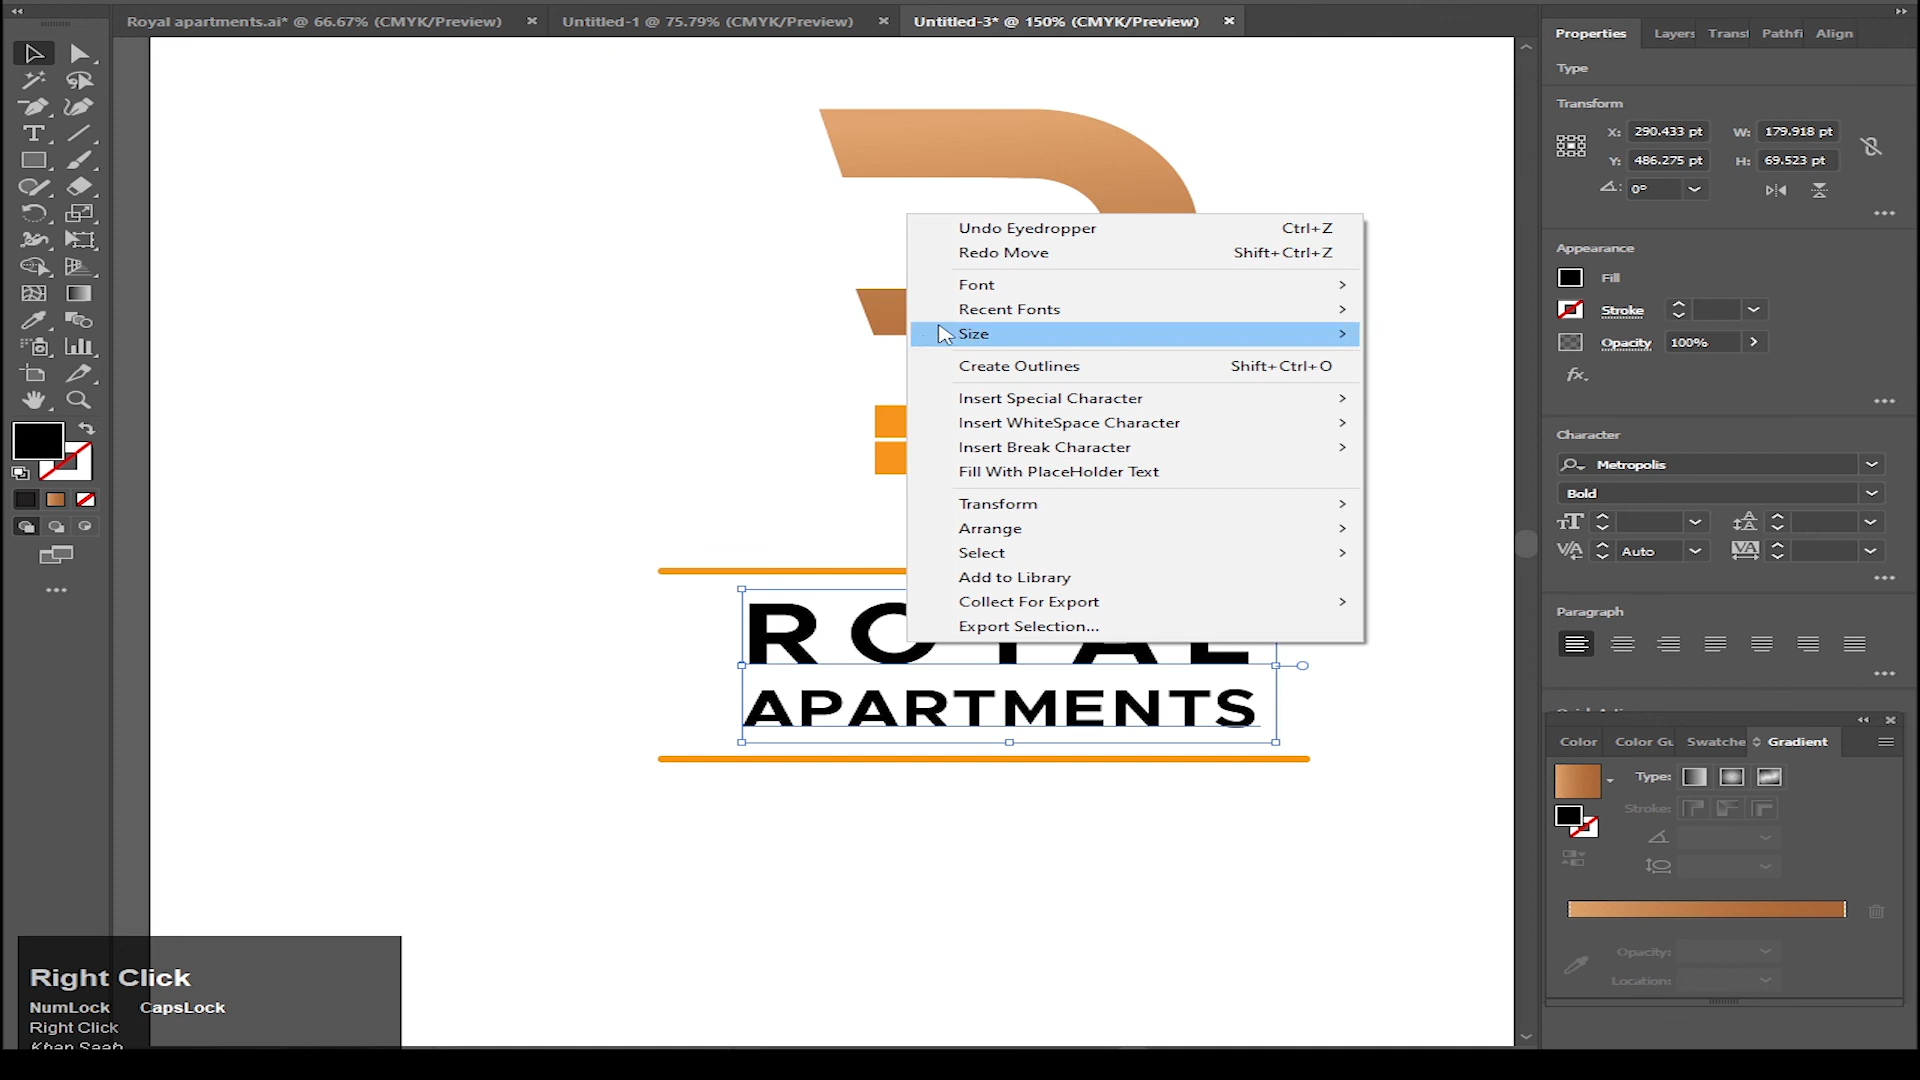 Royal apartments.ai* @ 66.67% (CMYK/Preview) × Untitled-1 @ 75.79% (CMYK/Preview) × Untitled-3* @ 150% (CMYK/Preview) ×
Properties Layers Transf Pathfi Align
Type
Transform
X: 290.433 pt W: 179.918 pt
Y: 486.275 pt H: 69.523 pt
0°
Appearance
Fill
Stroke
Opacity 100%
fx.
Character
Metropolis
Bold
Auto
Paragraph
Color Color Gu Swatche Gradient
Type:
Stroke:
Opacity:
Location:
Undo Eyedropper Ctrl+Z
Redo Move Shift+Ctrl+Z
Font
Recent Fonts
Size
Create Outlines Shift+Ctrl+O
Insert Special Character
Insert WhiteSpace Character
Insert Break Character
Fill With PlaceHolder Text
Transform
Arrange
Select
Add to Library
Collect For Export
Export Selection...
ROYAL
APARTMENTS
Right Click
NumLock CapsLock
Right Click
Khan Saab